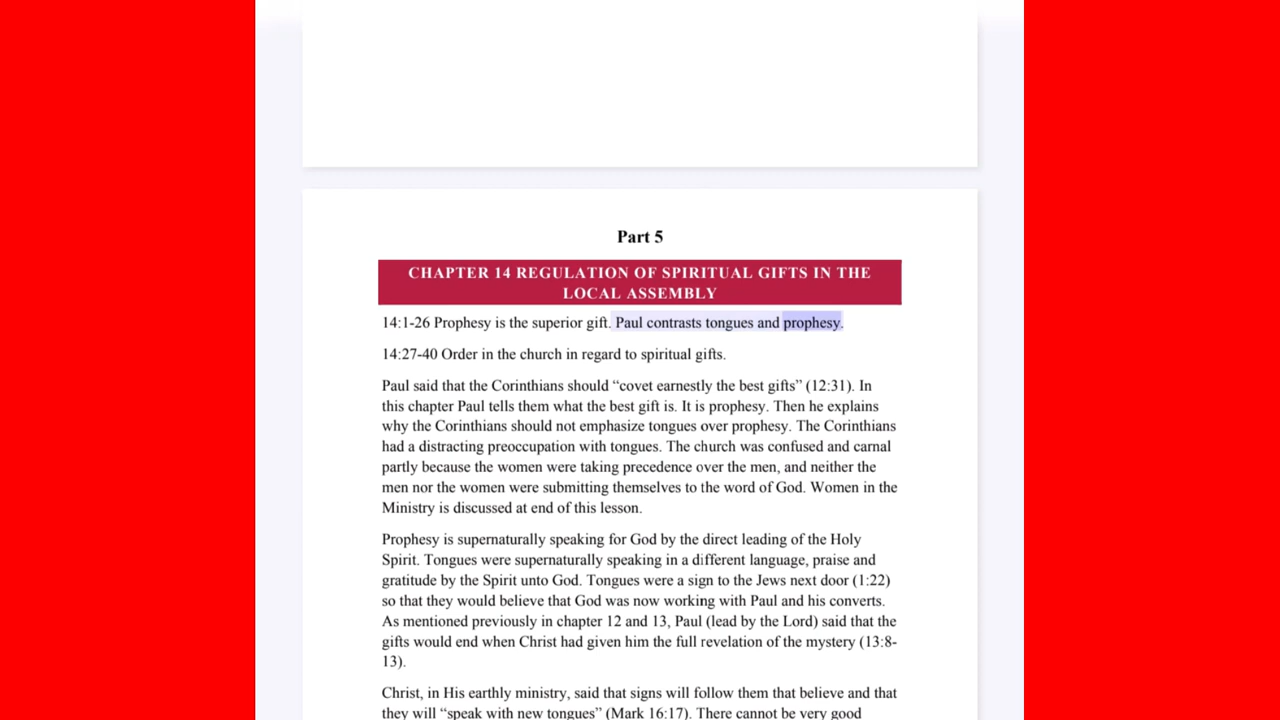 Part 5
CHAPTER 14 REGULATION OF SPIRITUAL GIFTS IN THE
LOCAL ASSEMBLY
14:1-26 Prophesy is the superior gift. Paul contrasts tongues and prophesy.
14:27-40 Order in the church in regard to spiritual gifts.
Paul said that the Corinthians should “covet earnestly the best gifts” (12:31). In
this chapter Paul tells them what the best gift is. It is prophesy. Then he explains
why the Corinthians should not emphasize tongues over prophesy. The Corinthians
had a distracting preoccupation with tongues. The church was confused and carnal
partly because the women were taking precedence over the men, and neither the
men nor the women were submitting themselves to the word of God. Women in the
Ministry is discussed at end of this lesson.
Prophesy is supernaturally speaking for God by the direct leading of the Holy
Spirit. Tongues were supernaturally speaking in a different language, praise and
gratitude by the Spirit unto God. Tongues were a sign to the Jews next door (1:22)
so that they would believe that God was now working with Paul and his converts.
As mentioned previously in chapter 12 and 13, Paul (lead by the Lord) said that the
gifts would end when Christ had given him the full revelation of the mystery (13:8-
13).
Christ, in His earthly ministry, said that signs will follow them that believe and that
they will “speak with new tongues” (Mark 16:17). There cannot be very good